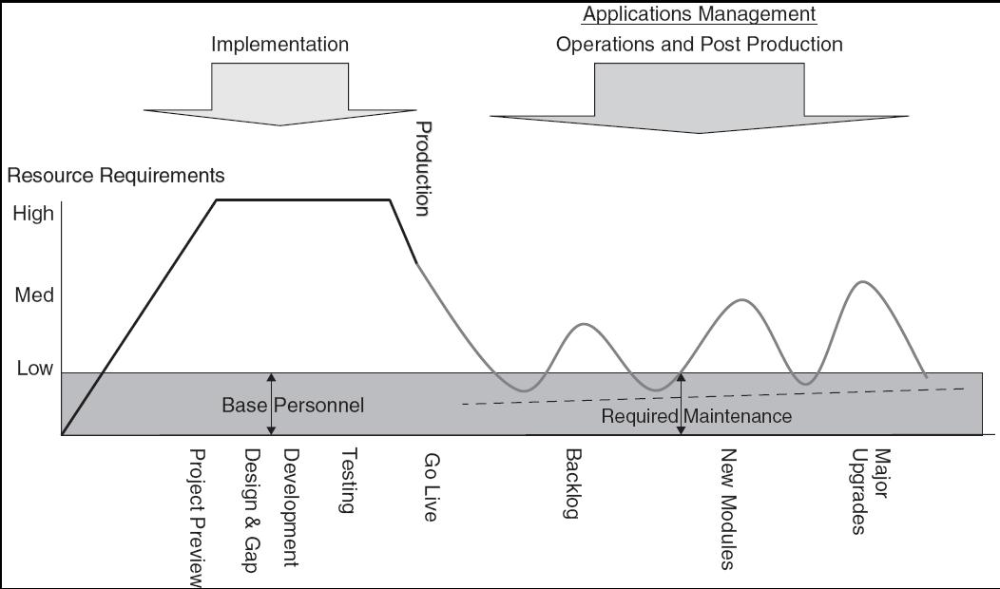 Applications Management
Implementation
Operations and Post Production
Production
Resource Requirements
High
Med
Low
Base Personnel
Required Maintenance
Project Preview
Design & Gap
Development
Testing
Go Live
Backlog
New Modules
Major
Upgrades